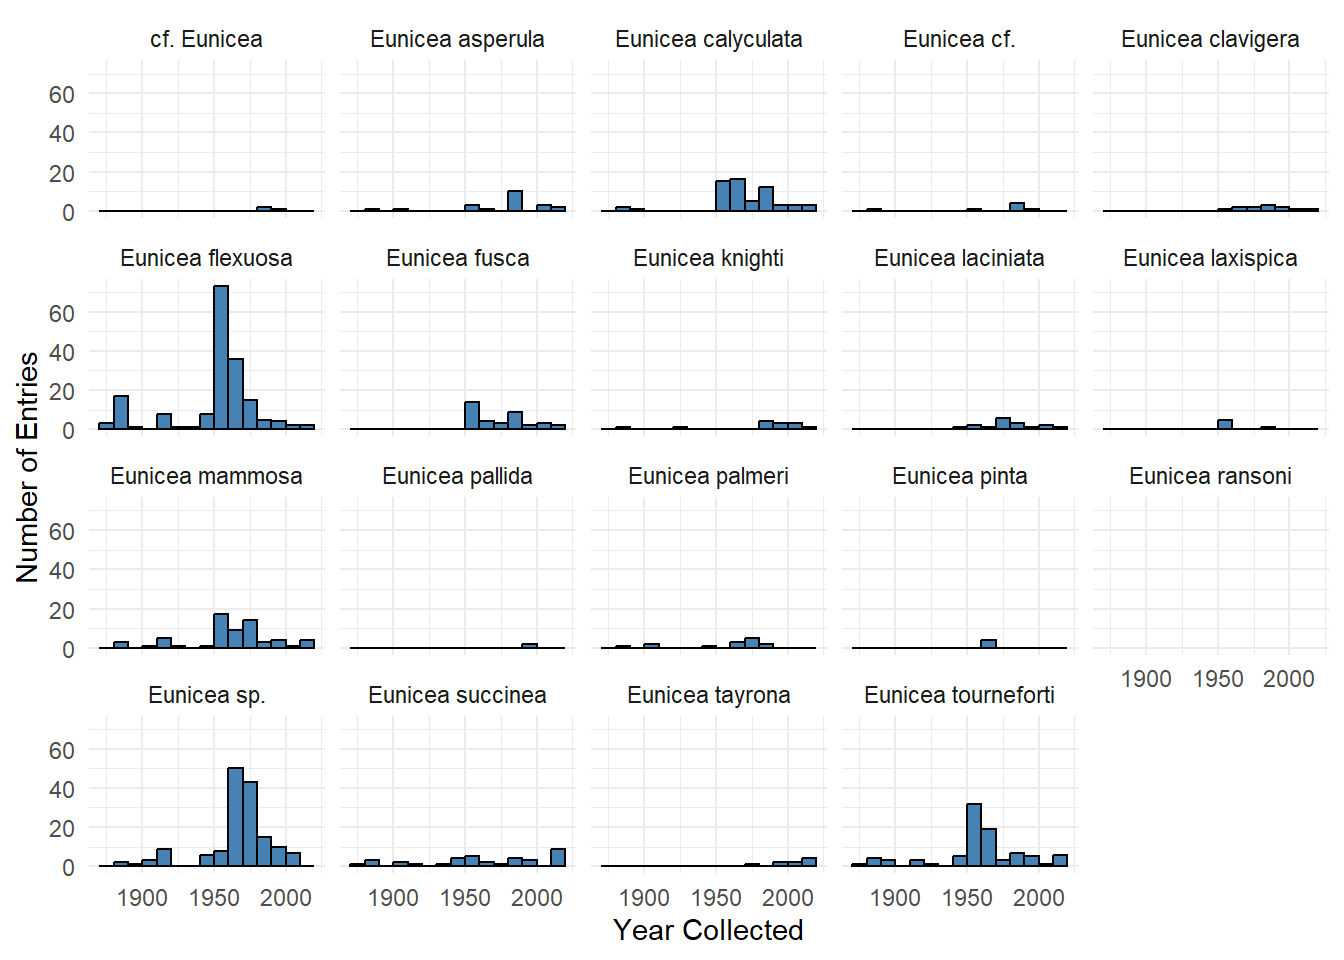 cf. Eunicea Eunicea asperula Eunicea calyculata Eunicea cf. Eunicea clavigera
60
40
20
0
Eunicea flexuosa Eunicea fusca Eunicea knighti Eunicea laciniata Eunicea laxispica
60
40
20
0
Eunicea mammosa Eunicea pallida Eunicea palmeri Eunicea pinta Eunicea ransoni
60
40
20
0
1900 1950 2000
Eunicea sp. Eunicea succinea Eunicea tayrona Eunicea tourneforti
60
40
20
0
1900 1950 2000 1900 1950 2000 1900 1950 2000 1900 1950 2000
Year Collected
Number of Entries